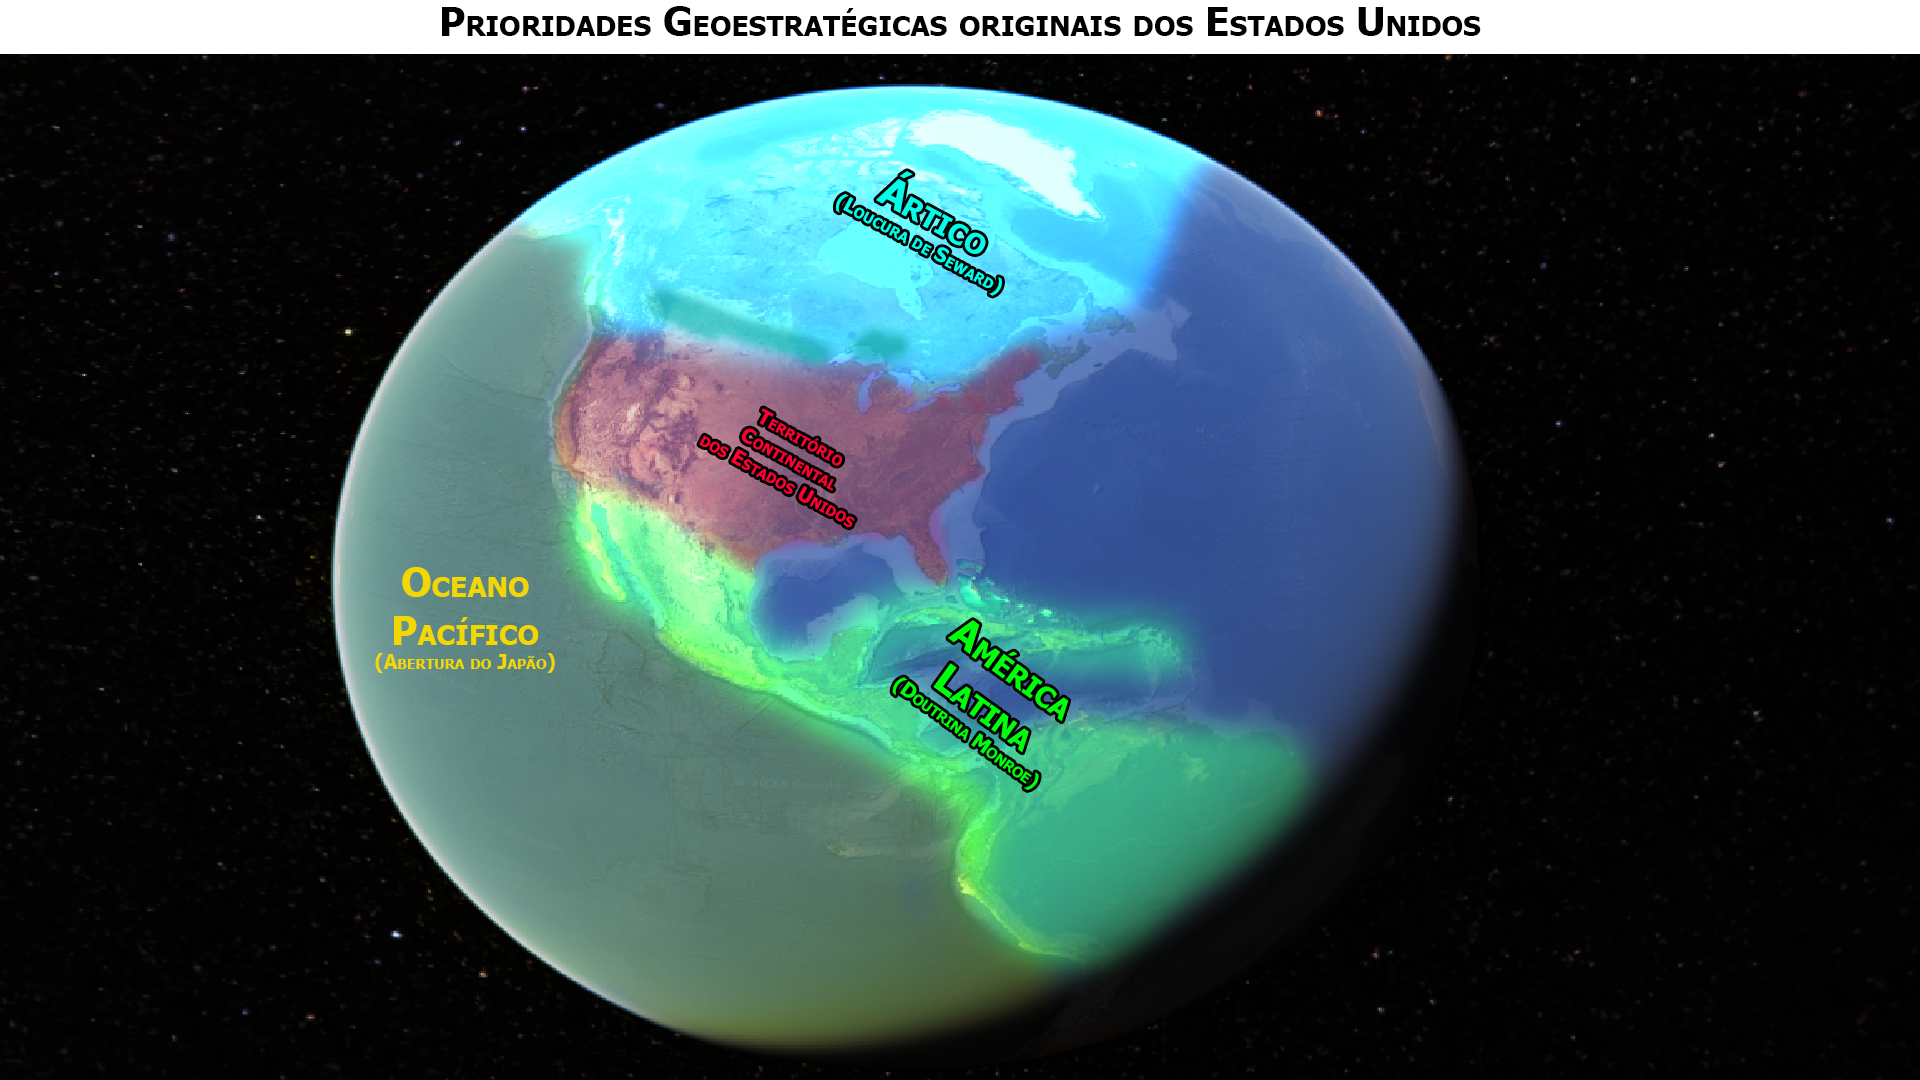 Prioridades Geoestratégicas originais dos Estados Unidos
Ártico
(Loucura de Seward)
Território
Continental
dos Estados Unidos
Oceano
Pacífico
(Abertura do Japão)
América
Latina
(Doutrina Monroe)